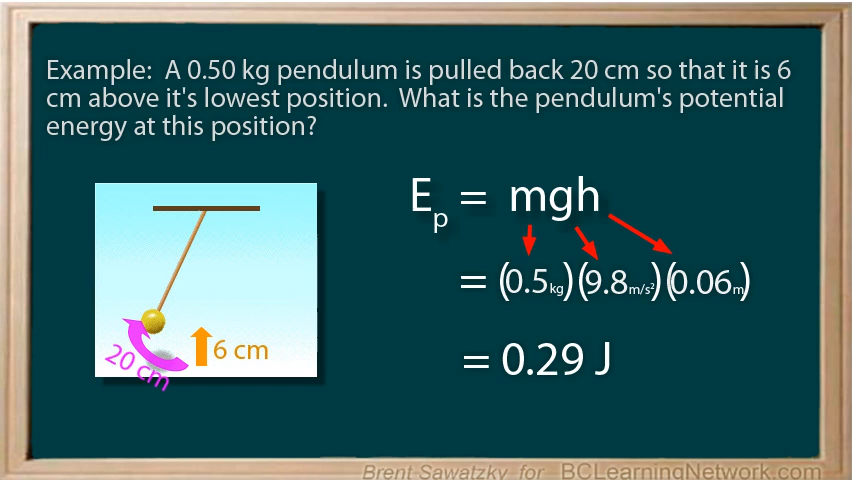 Example:  A 0.50 kg pendulum is pulled back 20 cm so that it is 6
cm above it's lowest position.  What is the pendulum's potential
energy at this position?
Eₚ = mgh
= (0.5kg)(9.8m/s²)(0.06m)
20 cm
6 cm
= 0.29 J
Brent Sawatzky for BCLearningNetwork.com